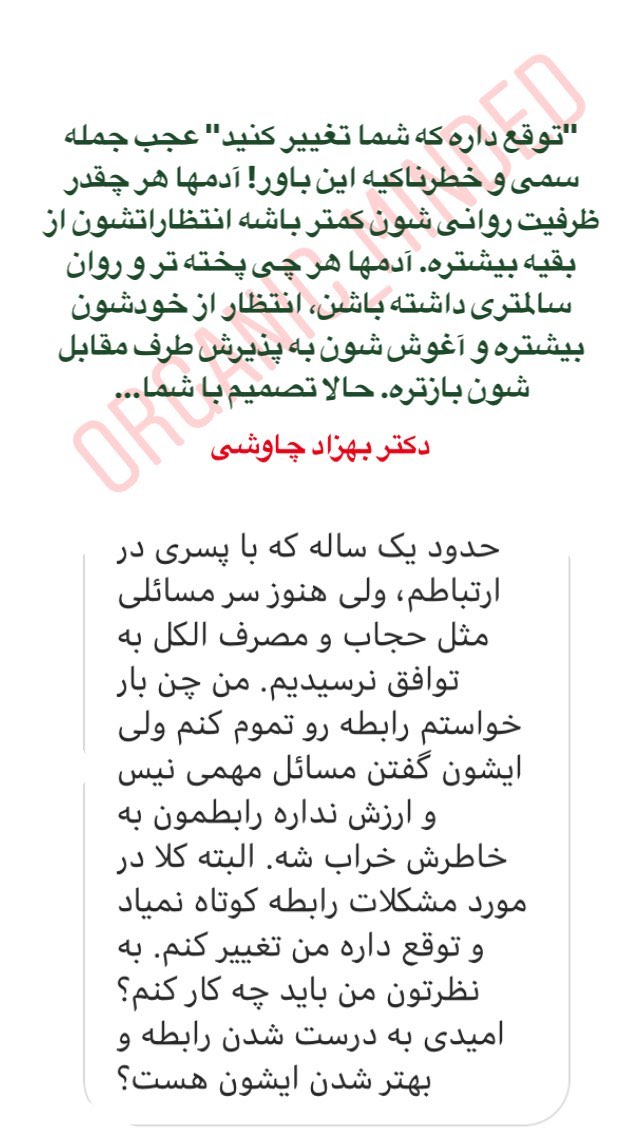 "توقع داره که شما تغییر کنید" عجب جمله
سمی و خطرناکیه این باور! آدمها هر چقدر
ظرفیت روانی شون کمتر باشه انتظاراتشون از
بقیه بیشتره. آدمها هر چی پخته تر و روان
سالمتری داشته باشن، انتظار از خودشون
بیشتره و آغوش شون به پذیرش طرف مقابل
شون بازتره. حالا تصمیم با شما...
دکتر بهزاد چاوشی
ORGANIC_MINDED
حدود یک ساله که با پسری در
ارتباطم، ولی هنوز سر مسائلی
مثل حجاب و مصرف الکل به
توافق نرسیدیم. من چن بار
خواستم رابطه رو تموم کنم ولی
ایشون گفتن مسائل مهمی نیس
و ارزش نداره رابطمون به
خاطرش خراب شه. البته کلا در
مورد مشکلات رابطه کوتاه نمیاد
و توقع داره من تغییر کنم. به
نظرتون من باید چه کار کنم؟
امیدی به درست شدن رابطه و
بهتر شدن ایشون هست؟